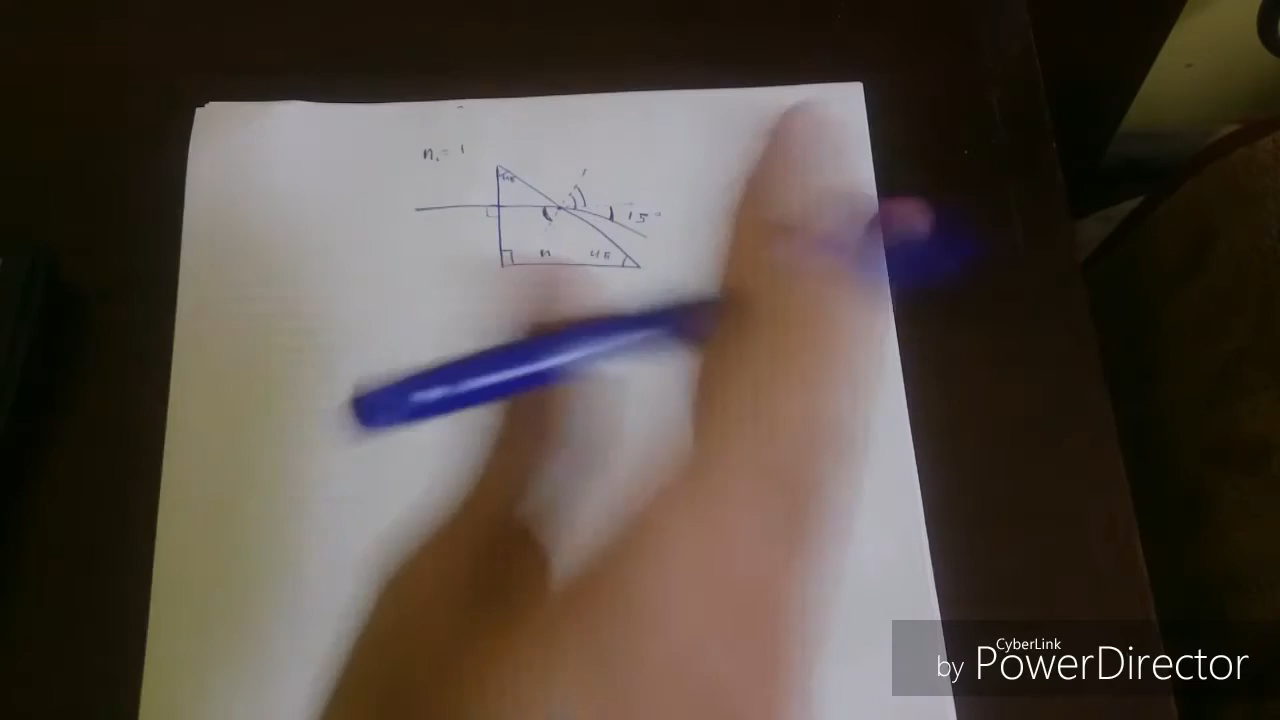 n₁ = 1
45
15°
n 45
CyberLink
by PowerDirector